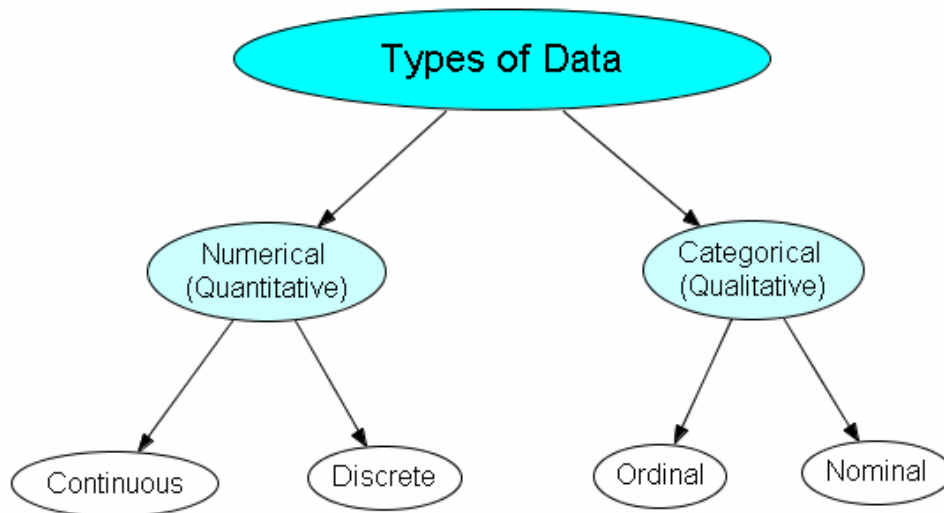 Types of Data
Numerical
(Quantitative)
Categorical
(Qualitative)
Continuous
Discrete
Ordinal
Nominal